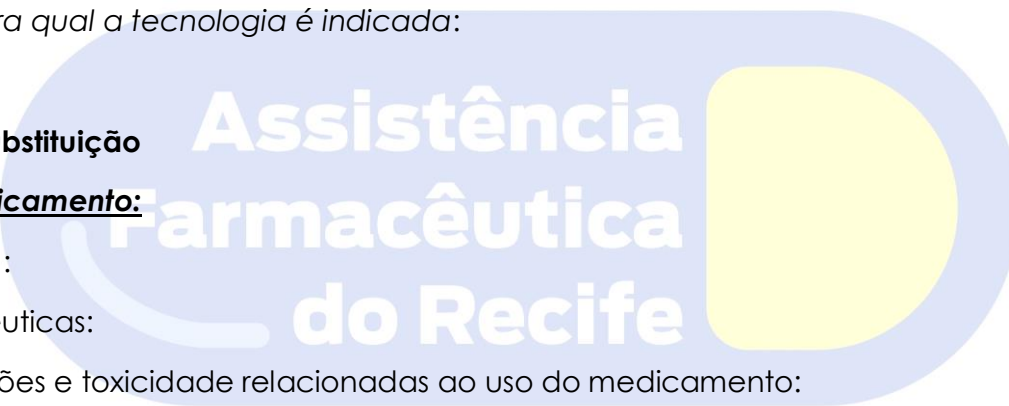 ra qual a tecnologia é indicada:
Assistência
bstituição
icamento:
Farmacêutica
:
do Recife
uticas:
ões e toxicidade relacionadas ao uso do medicamento: